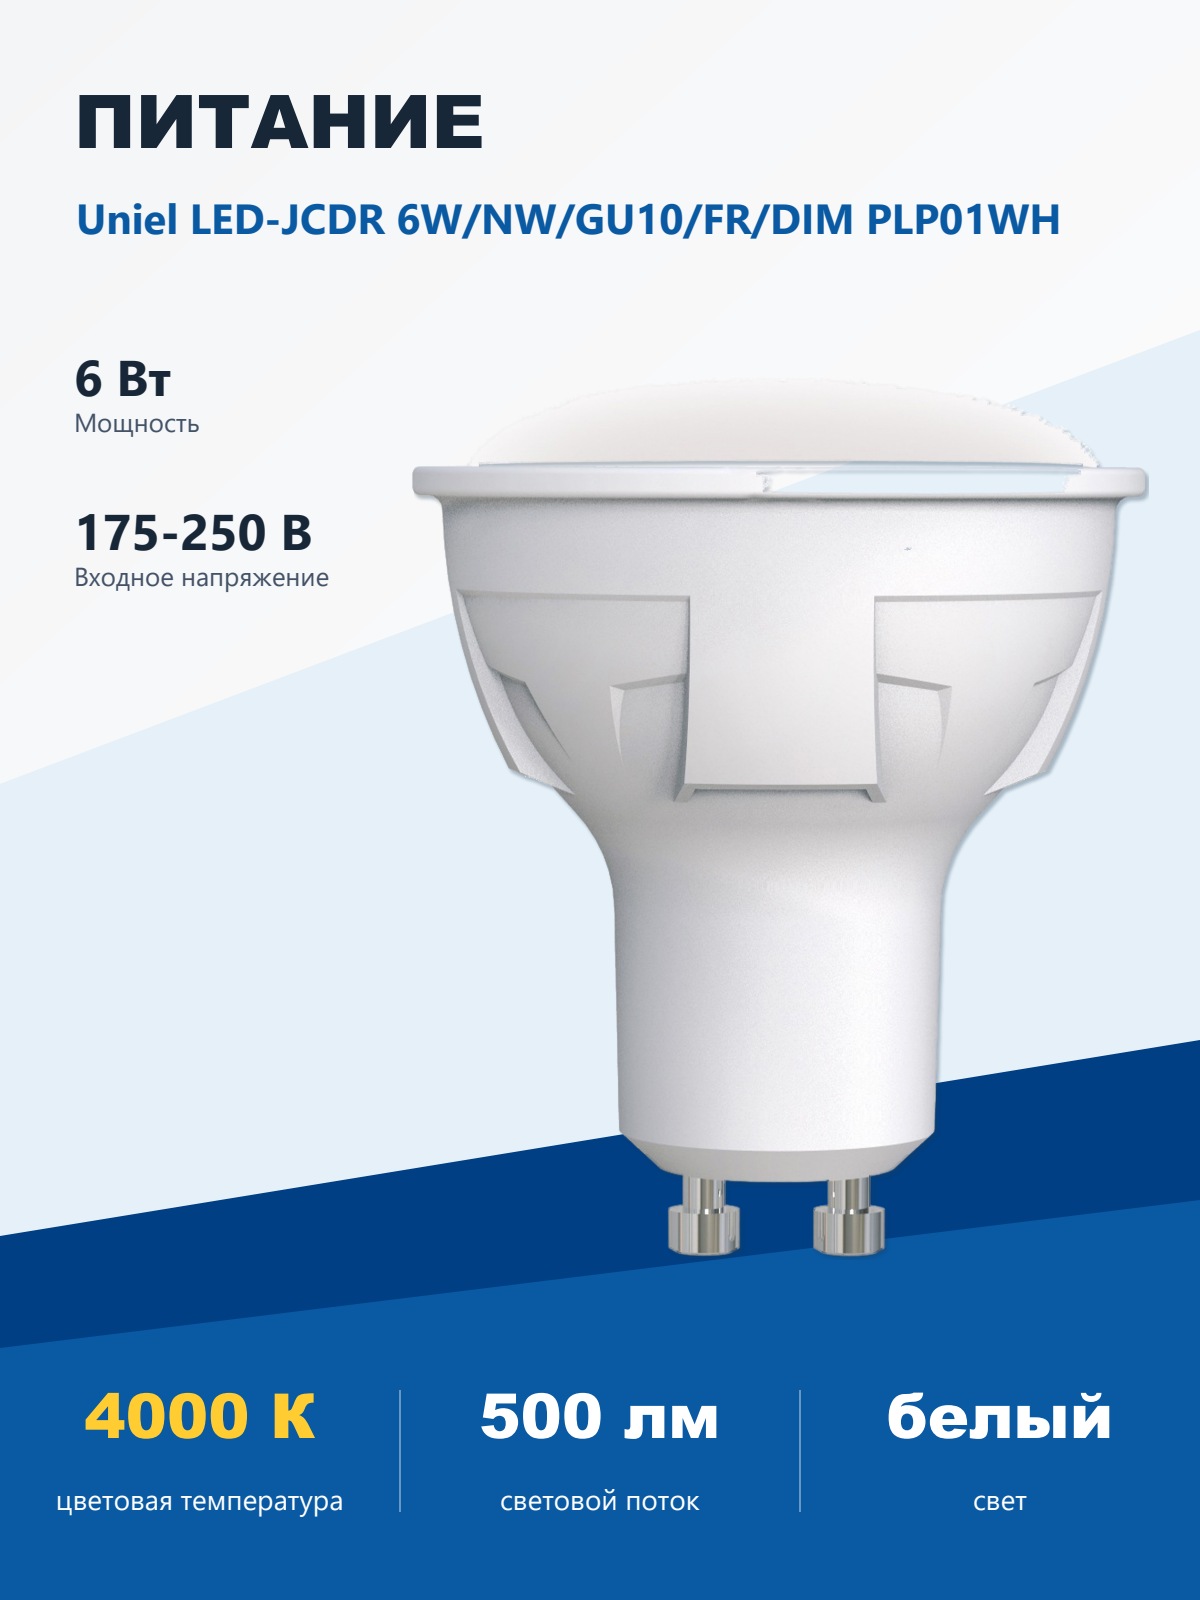 ПИТАНИЕ
Uniel LED-JCDR 6W/NW/GU10/FR/DIM PLP01WH
6 Вт
Мощность
175-250 В
Входное напряжение
4000 К
цветовая температура
500 лм
световой поток
белый
свет